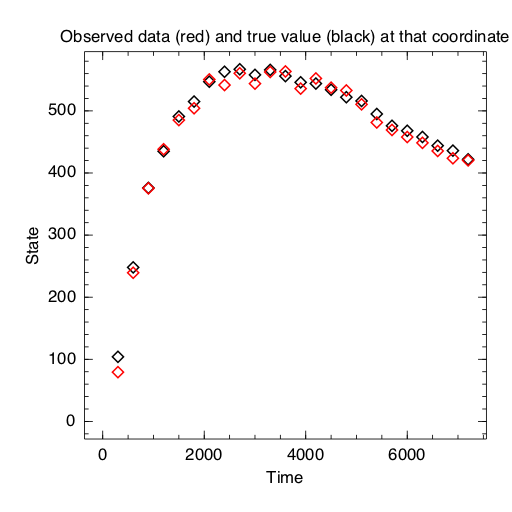 Observed data (red) and true value (black) at that coordinate
500
400
300
200
100
0
State
0 2000 4000 6000
Time